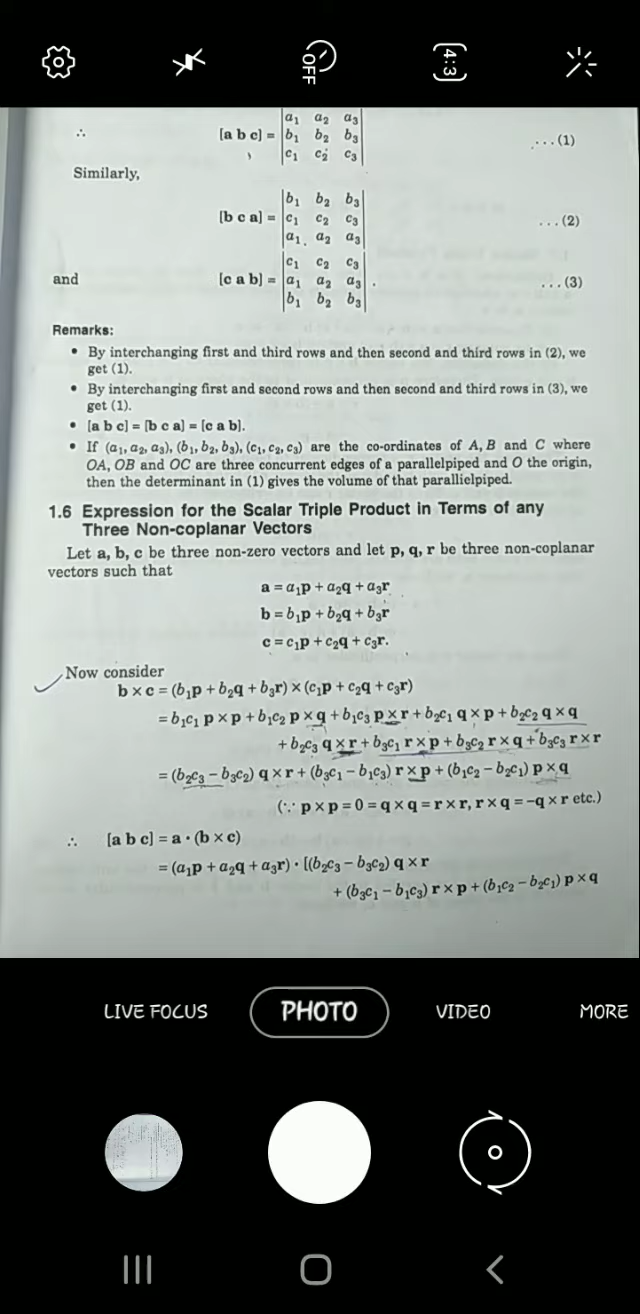 OFF
4:3
∴ [a b c] = |a₁ a₂ a₃| 
|b₁ b₂ b₃| ...(1)
|c₁ c₂ c₃|
Similarly,
|b₁ b₂ b₃|
[b c a] = |c₁ c₂ c₃| ...(2)
|a₁ a₂ a₃|
|c₁ c₂ c₃|
and [c a b] = |a₁ a₂ a₃|. ...(3)
|b₁ b₂ b₃|
Remarks:
• By interchanging first and third rows and then second and third rows in (2), we
get (1).
• By interchanging first and second rows and then second and third rows in (3), we
get (1).
• [a b c] = [b c a] = [c a b].
• If (a₁, a₂, a₃), (b₁, b₂, b₃), (c₁, c₂, c₃) are the co-ordinates of A, B and C where
OA, OB and OC are three concurrent edges of a parallelpiped and O the origin,
then the determinant in (1) gives the volume of that parallielpiped.
1.6 Expression for the Scalar Triple Product in Terms of any
Three Non-coplanar Vectors
Let a, b, c be three non-zero vectors and let p, q, r be three non-coplanar
vectors such that
a = a₁p + a₂q + a₃r
b = b₁p + b₂q + b₃r
c = c₁p + c₂q + c₃r.
Now consider
b × c = (b₁p + b₂q + b₃r) × (c₁p + c₂q + c₃r)
= b₁c₁ p × p + b₁c₂ p × q + b₁c₃ p × r + b₂c₁ q × p + b₂c₂ q × q
+ b₂c₃ q × r + b₃c₁ r × p + b₃c₂ r × q + b₃c₃ r × r
= (b₂c₃ – b₃c₂) q × r + (b₃c₁ – b₁c₃) r × p + (b₁c₂ – b₂c₁) p × q
(∵ p × p = 0 = q × q = r × r, r × q = –q × r etc.)
∴ [a b c] = a · (b × c)
= (a₁p + a₂q + a₃r) · [(b₂c₃ – b₃c₂) q × r
+ (b₃c₁ – b₁c₃) r × p + (b₁c₂ – b₂c₁) p × q
LIVE FOCUS PHOTO VIDEO MORE